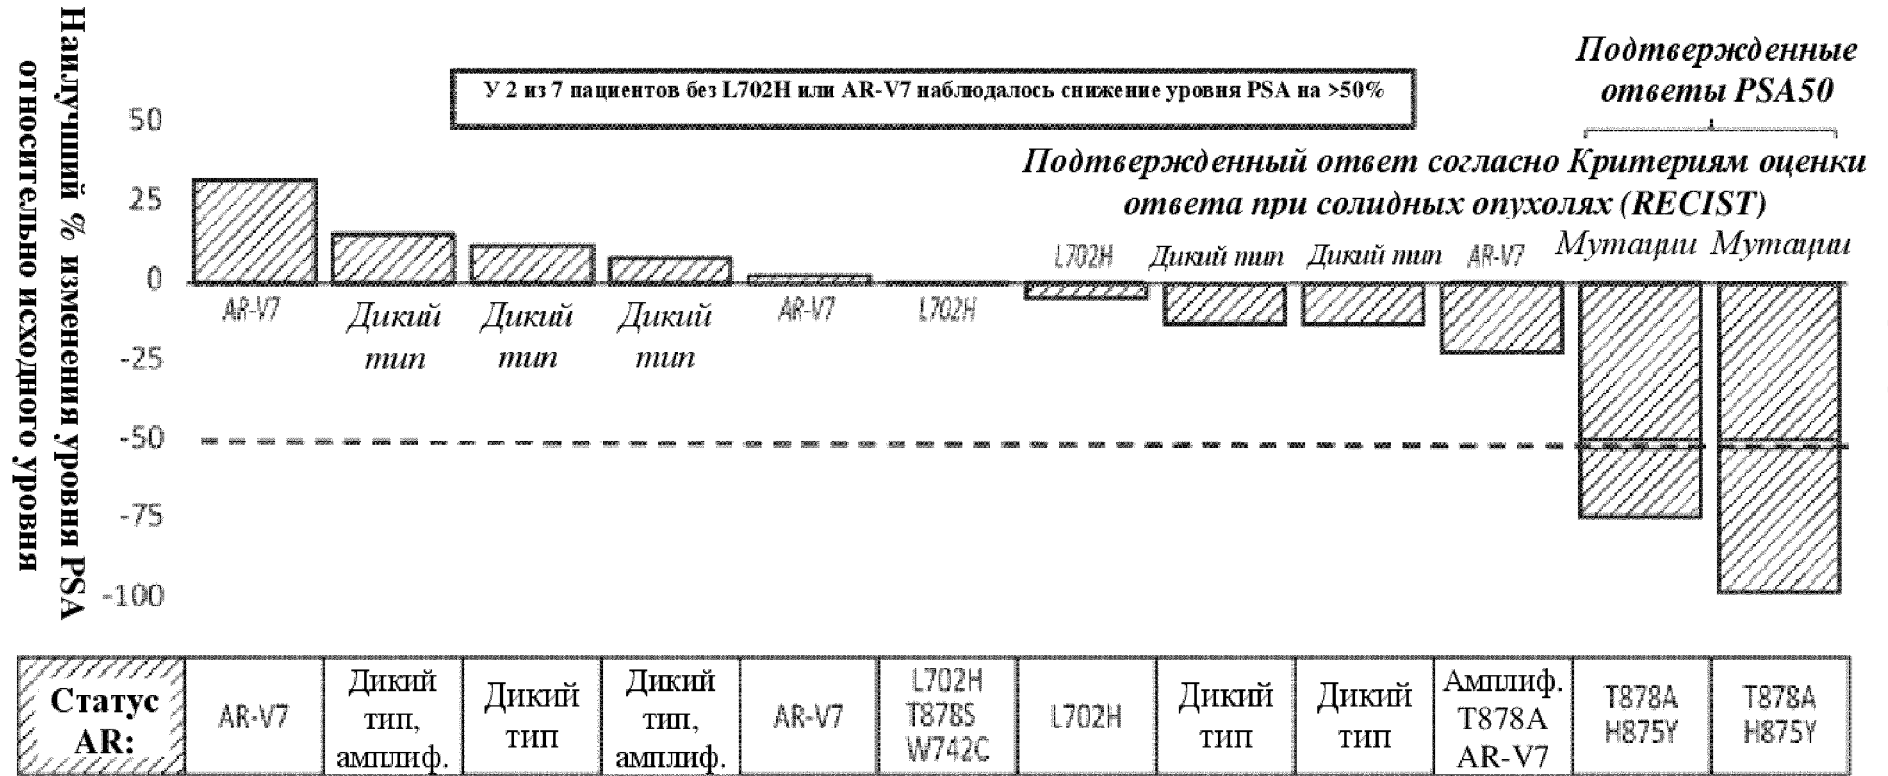 Наилучший % изменения уровня PSA
относительно исходного уровня
50
25
0
-25
-50
-75
-100
У 2 из 7 пациентов без L702H или AR-V7 наблюдалось снижение уровня PSA на >50%
Подтвержденные
ответы PSA50
Подтвержденный ответ согласно Критериям оценки
ответа при солидных опухолях (RECIST)
L702H Дикий тип Дикий тип AR-V7 Мутации Мутации
AR-V7 Дикий Дикий Дикий AR-V7 L702H
тип тип тип
Статус
AR:
AR-V7
Дикий
тип,
амплиф.
Дикий
тип
Дикий
тип,
амплиф.
AR-V7
L702H
T878S
W742C
L702H
Дикий
тип
Дикий
тип
Амплиф.
T878A
AR-V7
T878A
H875Y
T878A
H875Y